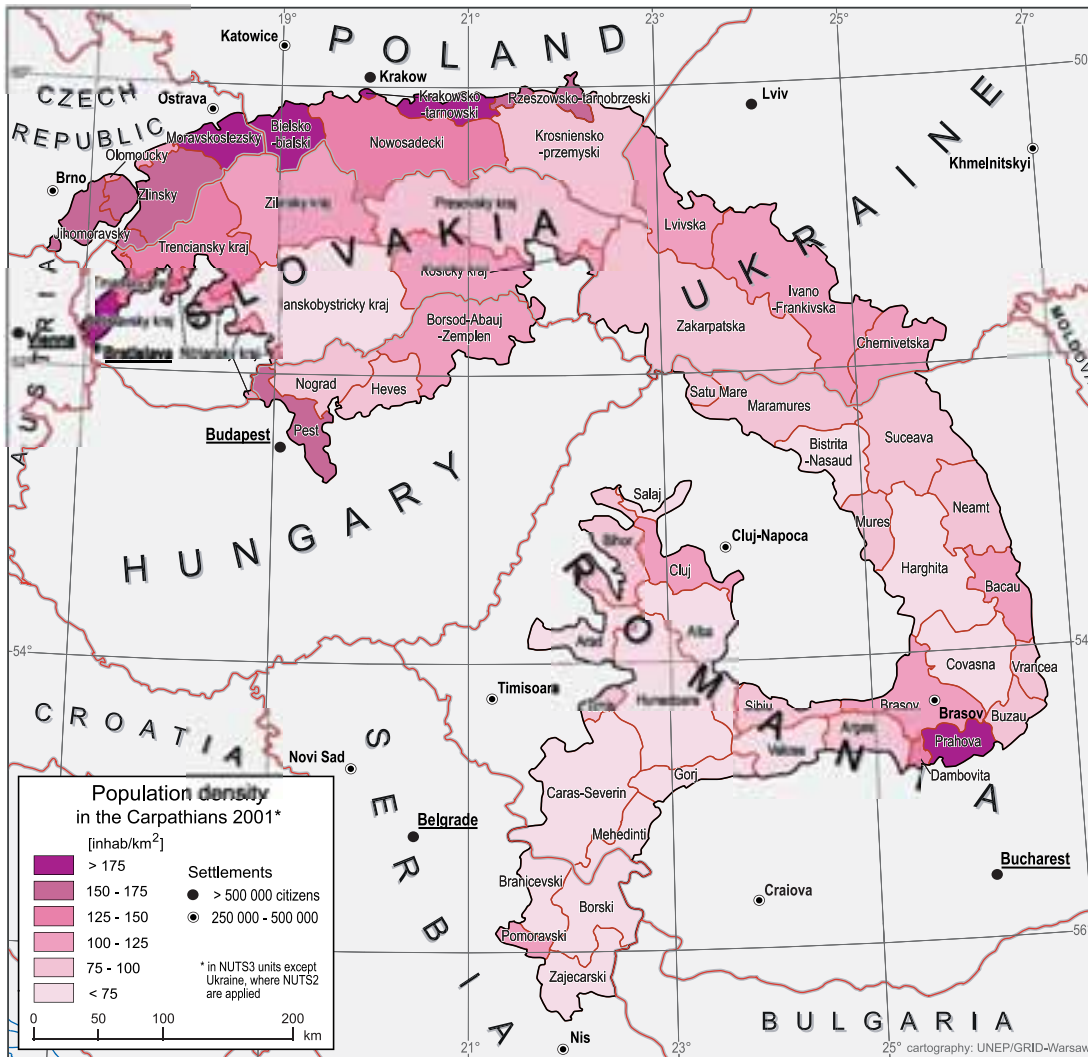 19°
21°
23°
25°
27°
Katowice
POLAND
50°
Krakow
CZECH
REPUBLIC
Ostrava
Krakowsko
-tarnowski
Rzeszowsko-tarnobrzeski
Lviv
Moravskoslezsky
Bielsko
-bialski
Nowosadecki
Krosniensko
-przemyski
Khmelnitskyi
Olomoucky
Brno
Zlinsky
UKRAINE
Jihomoravsky
Trenciansky kraj
Presovsky kraj
Lvivska
SLOVAKIA
Kosicky kraj
Ivano
-Frankivska
anskobystricky kraj
Zakarpatska
Borsod-Abauj
-Zemplen
Chernivetska
MOLDOVA
Vienna
Bratislava
AUSTRIA
Nograd
Heves
Satu Mare
Maramures
Pest
Budapest
Bistrita
-Nasaud
Suceava
HUNGARY
Salaj
Mures
Neamt
Bihor
Cluj-Napoca
Cluj
Harghita
Bacau
ROMANIA
Arad
Alba
54°
54°
Covasna
Vrancea
Timisoara
Hunedoara
Sibiu
Brasov
Brasov
Buzau
CROATIA
Arges
Valcea
Prahova
Dambovita
Novi Sad
SERBIA
Gorj
Caras-Severin
Mehedinti
Belgrade
Bucharest
Branicevski
Craiova
Borski
Pomoravski
56°
Zajecarski
BULGARIA
Nis
21°
23°
25°
Population density
in the Carpathians 2001*
[inhab/km²]
> 175
150 - 175
125 - 150
100 - 125
75 - 100
< 75
Settlements
> 500 000 citizens
250 000 - 500 000
* in NUTS3 units except
Ukraine, where NUTS2
are applied
0 50 100 200
km
cartography: UNEP/GRID-Warsaw